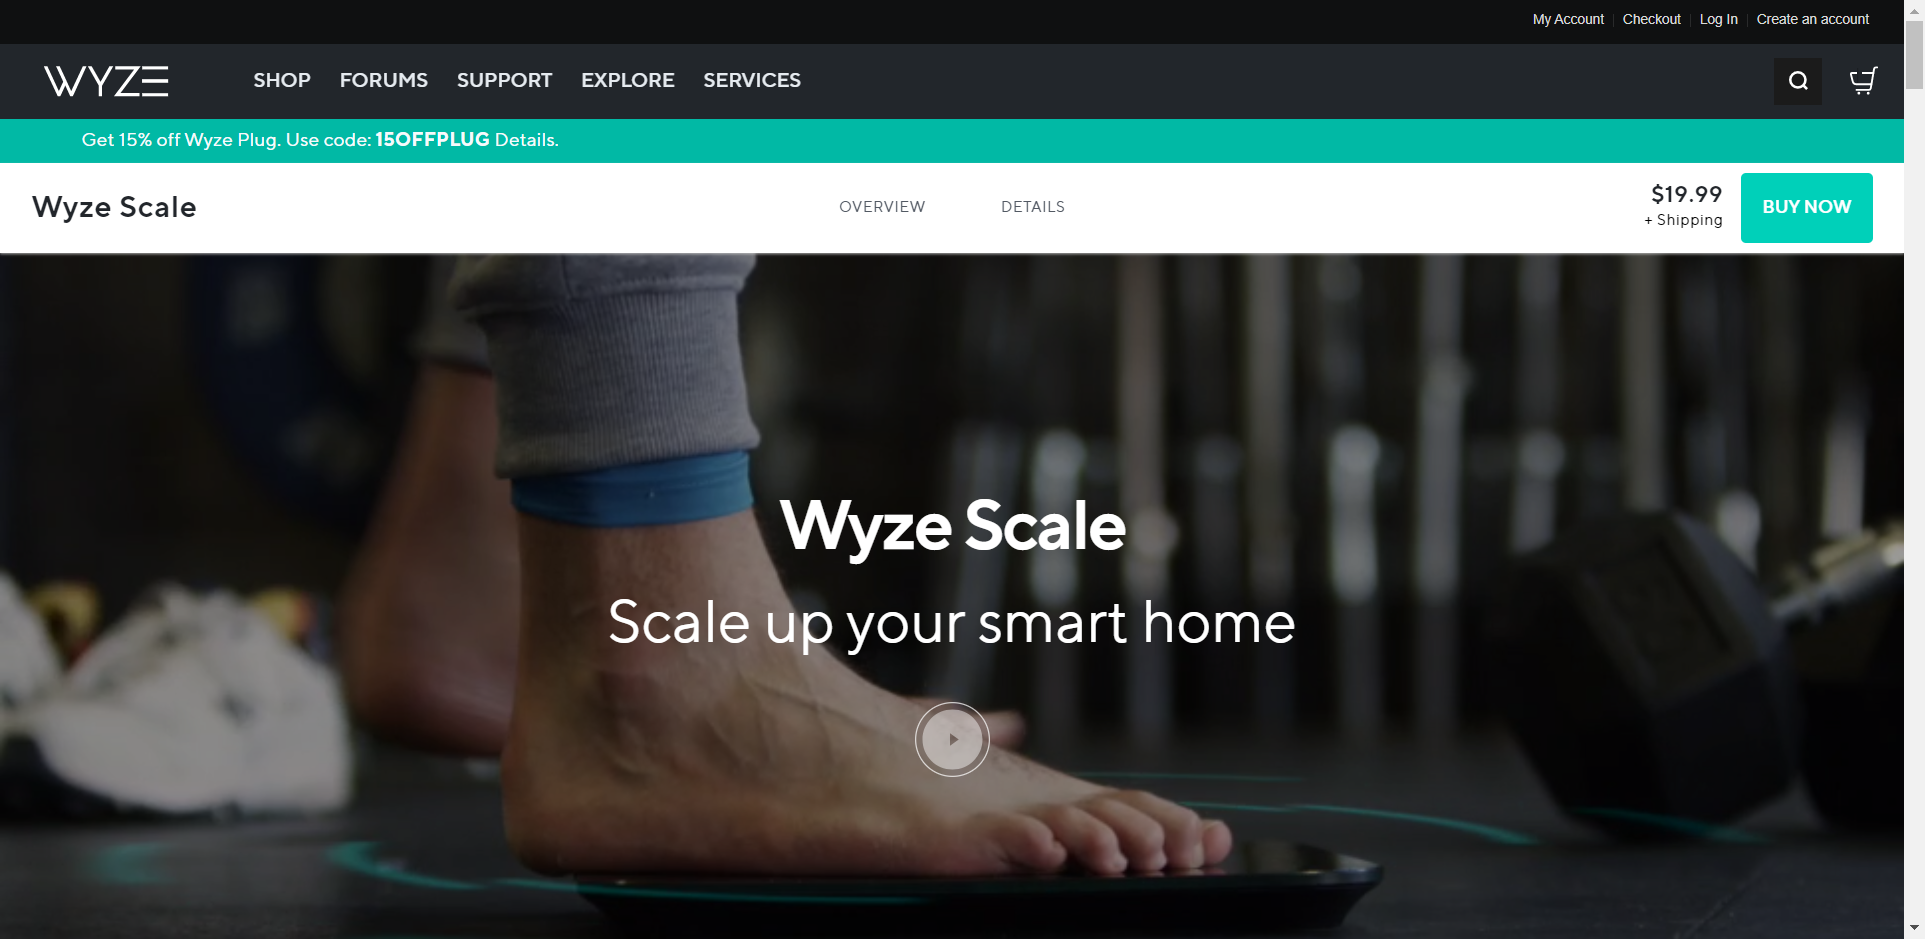 My Account Checkout Log In Create an account
WYZE SHOP FORUMS SUPPORT EXPLORE SERVICES
Get 15% off Wyze Plug. Use code: 15OFFPLUG Details.
Wyze Scale OVERVIEW DETAILS $19.99 BUY NOW
+ Shipping
Wyze Scale
Scale up your smart home